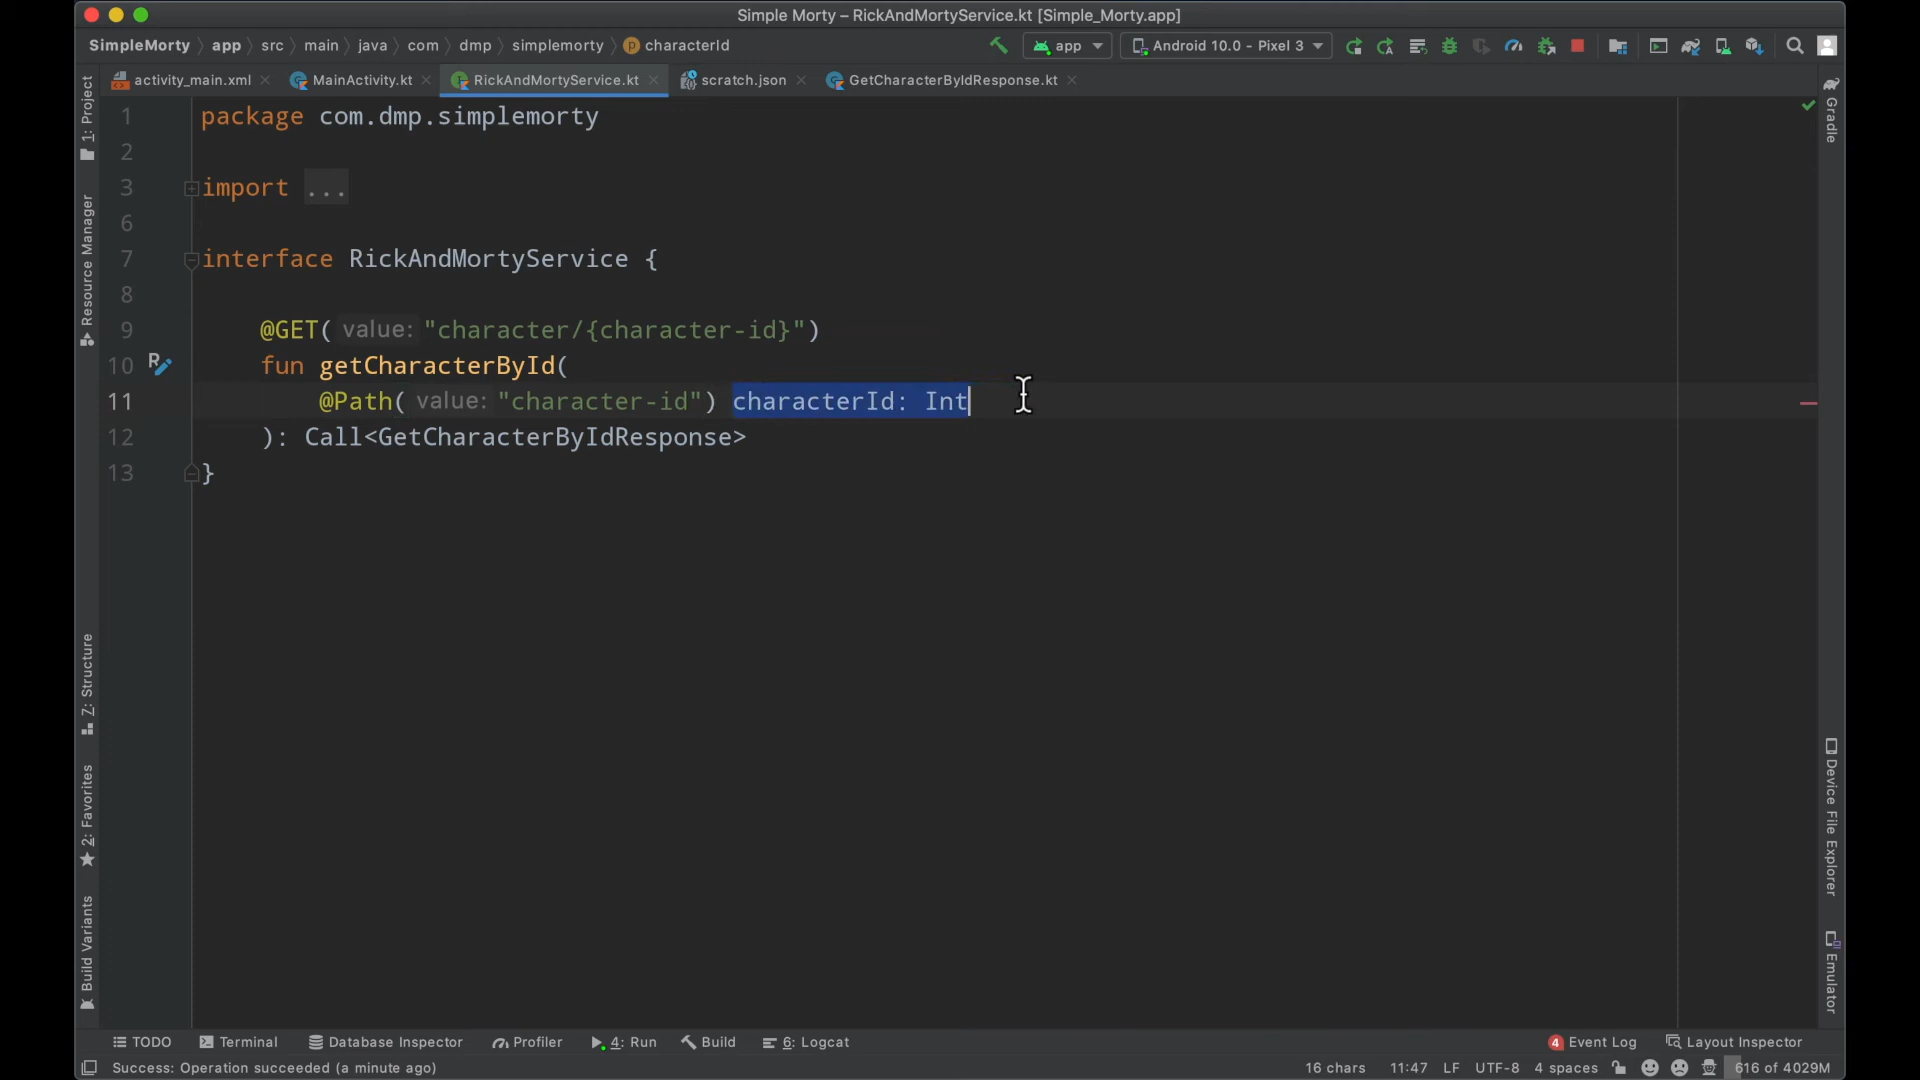 Simple Morty – RickAndMortyService.kt [Simple_Morty.app]
SimpleMorty app src main java com dmp simplemorty characterId
app Android 10.0 - Pixel 3
activity_main.xml MainActivity.kt RickAndMortyService.kt scratch.json GetCharacterByIdResponse.kt
1: Project
Resource Manager
Z: Structure
2: Favorites
Build Variants
1 package com.dmp.simplemorty
2
3 import ...
6
7 interface RickAndMortyService {
8
9 @GET( value: "character/{character-id}")
10 fun getCharacterById(
11 @Path( value: "character-id") characterId: Int
12 ): Call<GetCharacterByIdResponse>
13 }
Gradle
Device File Explorer
Emulator
TODO Terminal Database Inspector Profiler 4: Run Build 6: Logcat 4 Event Log Layout Inspector
Success: Operation succeeded (a minute ago) 16 chars 11:47 LF UTF-8 4 spaces 616 of 4029M